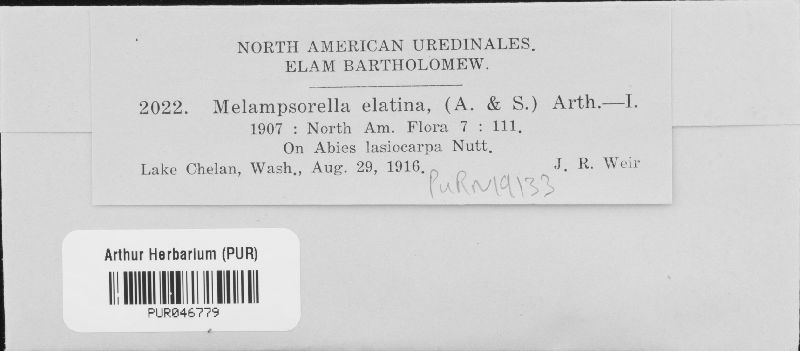 NORTH AMERICAN UREDINALES.
ELAM BARTHOLOMEW.
2022. Melampsorella elatina, (A. & S.) Arth.—I.
1907 : North Am. Flora 7 : 111.
On Abies lasiocarpa Nutt.
Lake Chelan, Wash., Aug. 29, 1916. J. R. Weir
PURN19133
Arthur Herbarium (PUR)
PUR046779